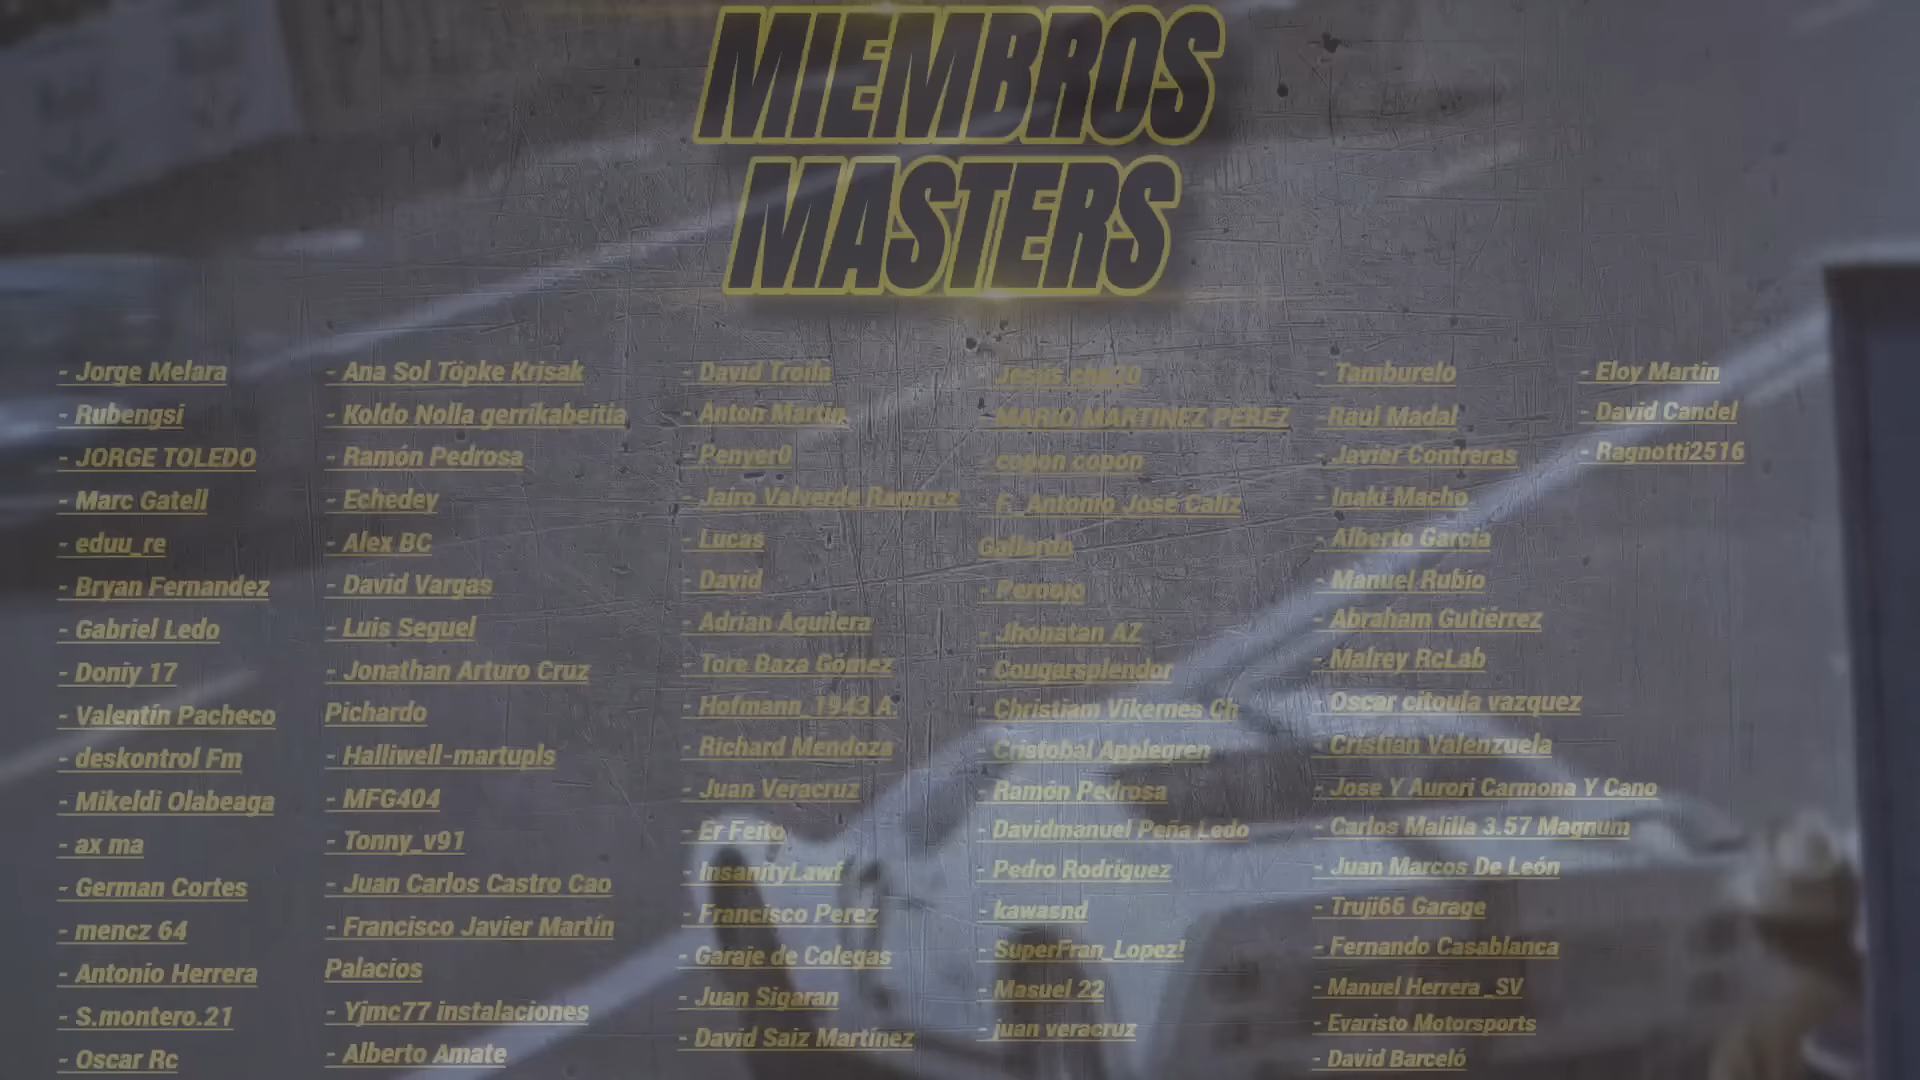 MIEMBROS
MASTERS
- Jorge Melara
- Rubengsi
- JORGE TOLEDO
- Marc Gatell
- eduu_re
- Bryan Fernandez
- Gabriel Ledo
- Doniy 17
- Valentín Pacheco
- deskontrol Fm
- Mikeldi Olabeaga
- ax ma
- German Cortes
- mencz 64
- Antonio Herrera
- S.montero.21
- Oscar Rc
- Ana Sol Töpke Krisak
- Koldo Nolla gerrikabeitia
- Ramón Pedrosa
- Echedey
- Alex BC
- David Vargas
- Luis Seguel
- Jonathan Arturo Cruz
Pichardo
- Halliwell-martupls
- MFG404
- Tonny_v91
- Juan Carlos Castro Cao
- Francisco Javier Martín
Palacios
- Yjmc77 instalaciones
- Alberto Amate
- David Troila
- Anton Martin
- Penyer0
- Jairo Valverde Ramirez
- Lucas
- David
- Adrian Aguilera
- Tore Baza Gómez
- Hofmann_1943 A.
- Richard Mendoza
- Juan Veracruz
- Er Feito
- InsanityLawf
- Francisco Perez
- Garaje de Colegas
- Juan Sigaran
- David Saiz Martínez
- Jesus
- MARIO MARTINEZ PEREZ
- copon copon
- F. Antonio José Caliz
Gallardo
- Jhonatan AZ
- Cougarsplendor
- Christiam Vikernes Ch
- Cristobal Applegren
- Ramón Pedrosa
- Davidmanuel Peña Ledo
- Pedro Rodriguez
- kawasnd
- SuperFran_Lopez!
- Masuel 22
- juan veracruz
- Tamburelo
-Raul Madal
- Javier Contreras
- Inaki Macho
- Alberto García
- Manuel Rubio
- Abraham Gutiérrez
- Malrey RcLab
- Oscar citoula vazquez
- Cristian Valenzuela
- Jose Y Aurori Carmona Y Cano
- Carlos Malilla 3.57 Magnum
- Juan Marcos De León
- Truji66 Garage
- Fernando Casablanca
- Manuel Herrera_SV
- Evaristo Motorsports
- David Barceló
- Eloy Martin
- David Candel
- Ragnotti2516